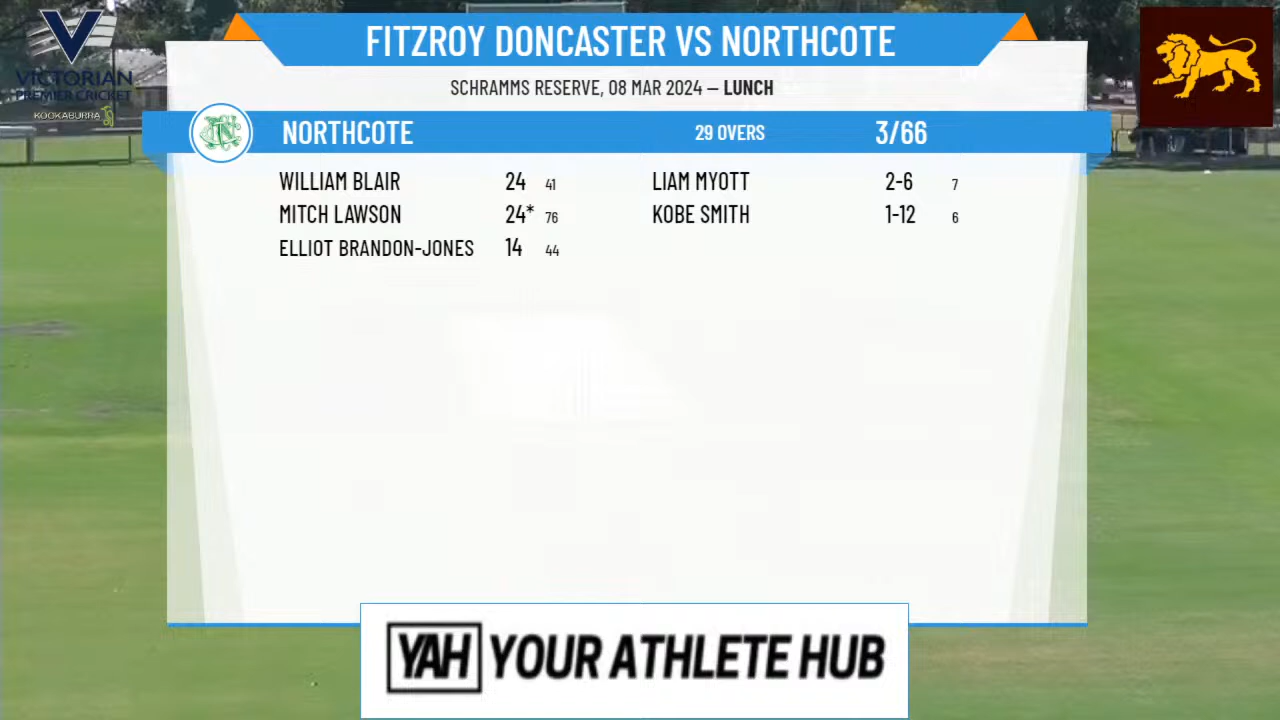 FITZROY DONCASTER VS NORTHCOTE
SCHRAMMS RESERVE, 08 MAR 2024 – LUNCH
VICTORIAN
PREMIER CRICKET
KOOKABURRA
NORTHCOTE 29 OVERS 3/66
WILLIAM BLAIR 24 41 LIAM MYOTT 2-6 7
MITCH LAWSON 24* 76 KOBE SMITH 1-12 6
ELLIOT BRANDON-JONES 14 44
YAH YOUR ATHLETE HUB